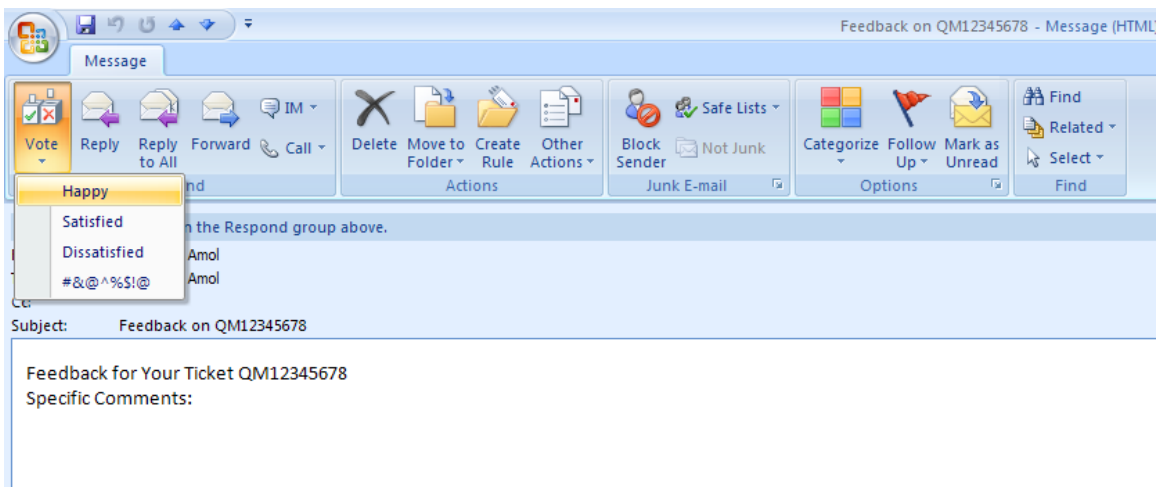 Feedback on QM12345678 - Message (HTML)
Message
Vote
Reply
Reply to All
Forward
IM
Call
Delete
Move to Folder
Create Rule
Other Actions
Block Sender
Safe Lists
Not Junk
Categorize
Follow Up
Mark as Unread
Find
Related
Select
nd
Actions
Junk E-mail
Options
Find
Happy
Satisfied
Dissatisfied
#&@^%$!@
the Respond group above.
Amol
Amol
Cc:
Subject: Feedback on QM12345678
Feedback for Your Ticket QM12345678
Specific Comments: